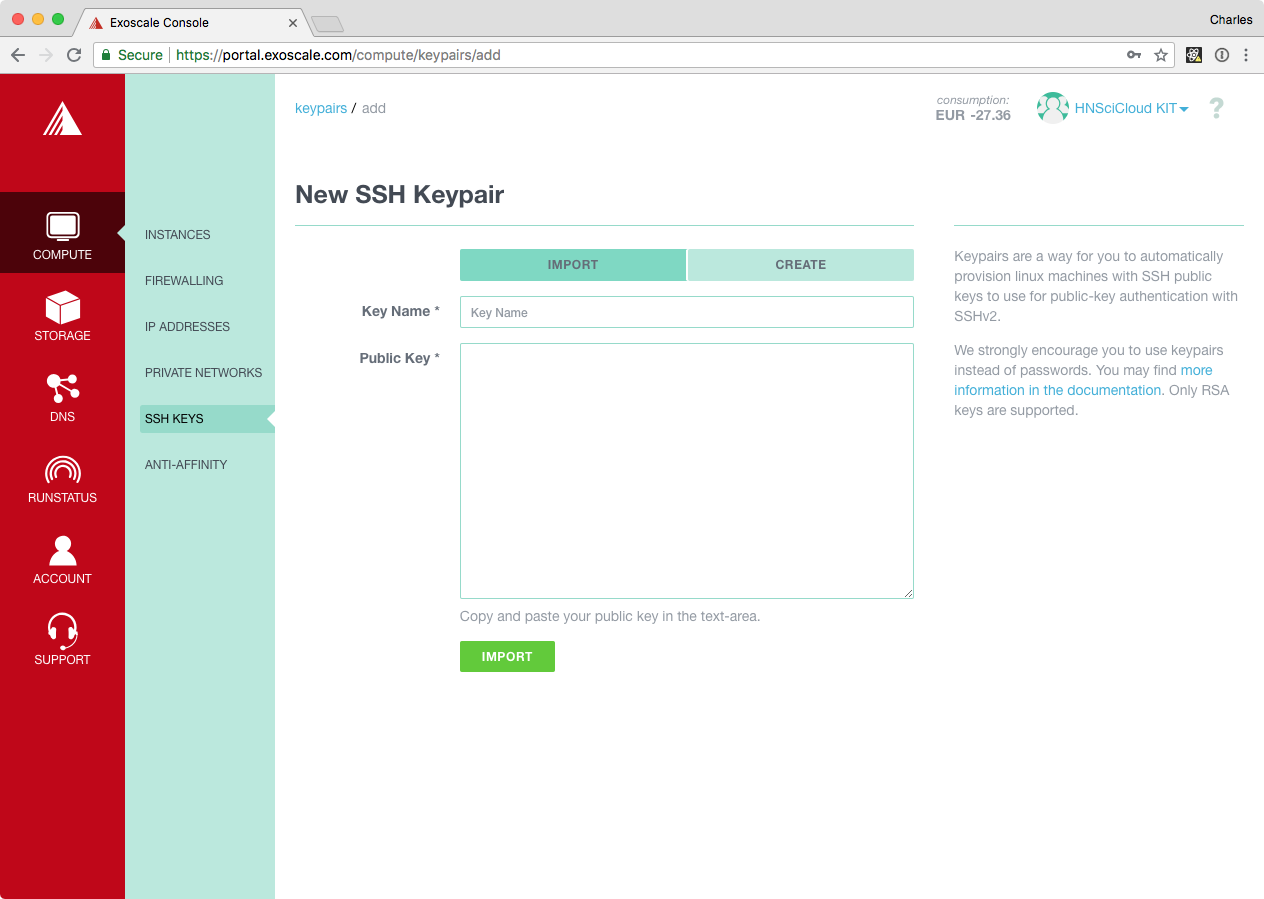 Exoscale Console
Charles
Secure https://portal.exoscale.com/compute/keypairs/add
keypairs / add
consumption:
EUR -27.36
HNSciCloud KIT
?
COMPUTE
STORAGE
DNS
RUNSTATUS
ACCOUNT
SUPPORT
INSTANCES
FIREWALLING
IP ADDRESSES
PRIVATE NETWORKS
SSH KEYS
ANTI-AFFINITY
New SSH Keypair
IMPORT CREATE
Key Name * Key Name
Public Key *
Copy and paste your public key in the text-area.
IMPORT
Keypairs are a way for you to automatically
provision linux machines with SSH public
keys to use for public-key authentication with
SSHv2.
We strongly encourage you to use keypairs
instead of passwords. You may find more
information in the documentation. Only RSA
keys are supported.